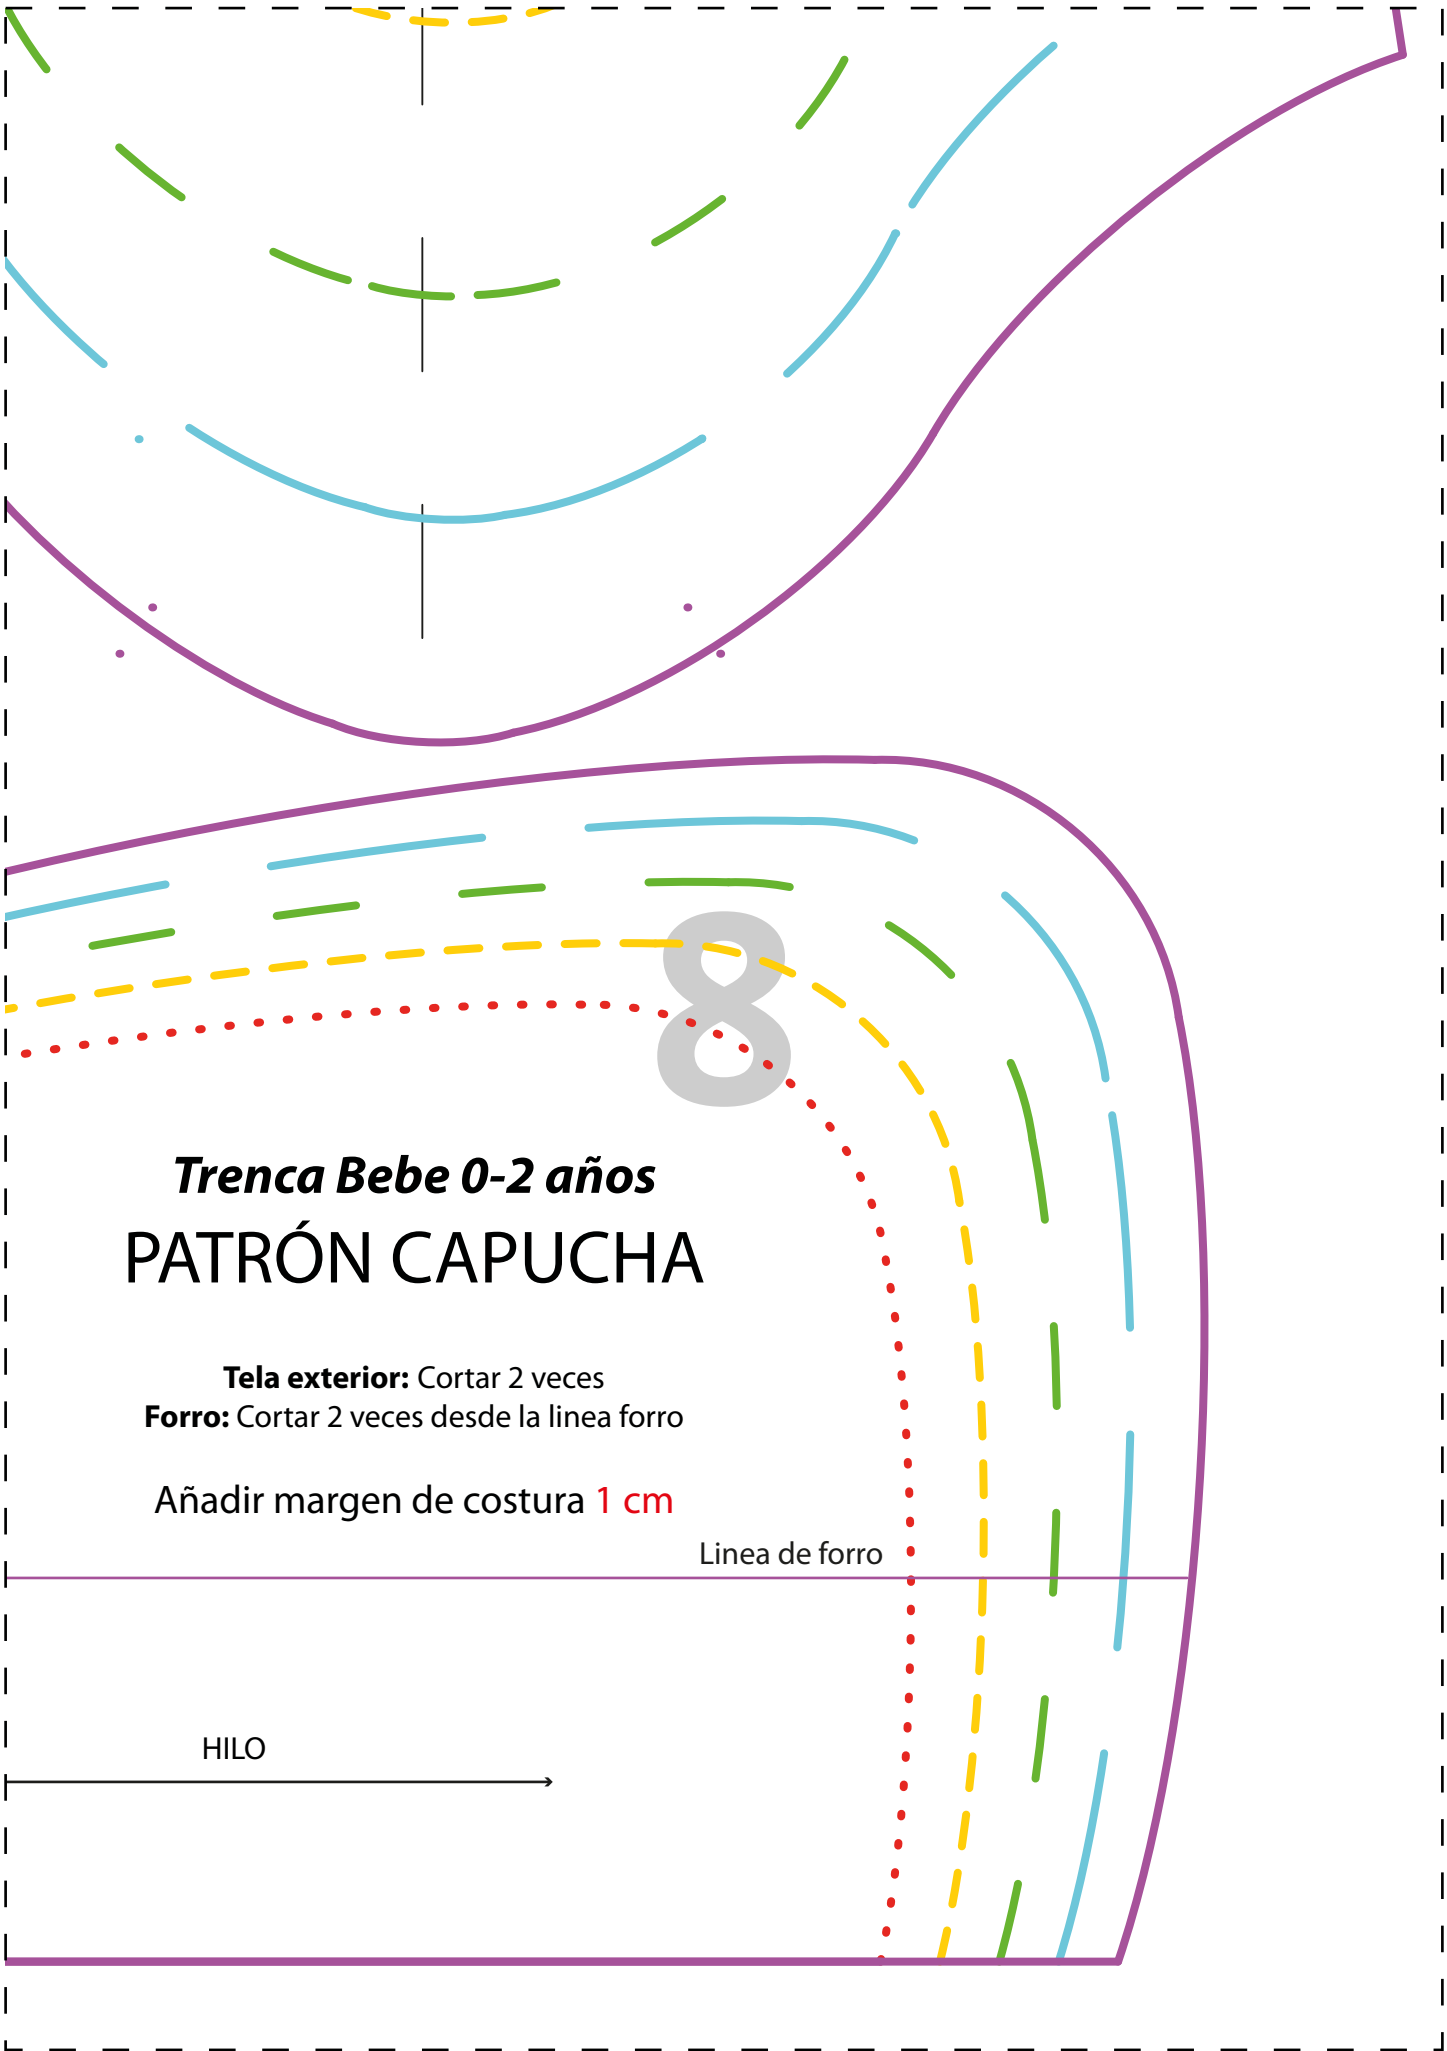 8
Trenca Bebe 0-2 años
PATRÓN CAPUCHA
Tela exterior: Cortar 2 veces
Forro: Cortar 2 veces desde la linea forro
Añadir margen de costura 1 cm
Linea de forro
HILO